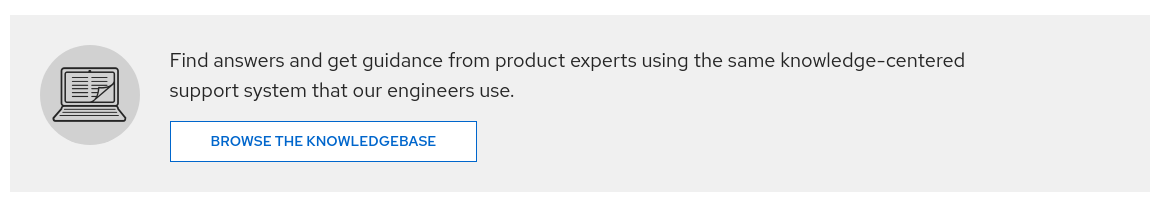 Find answers and get guidance from product experts using the same knowledge-centered
support system that our engineers use.
BROWSE THE KNOWLEDGEBASE